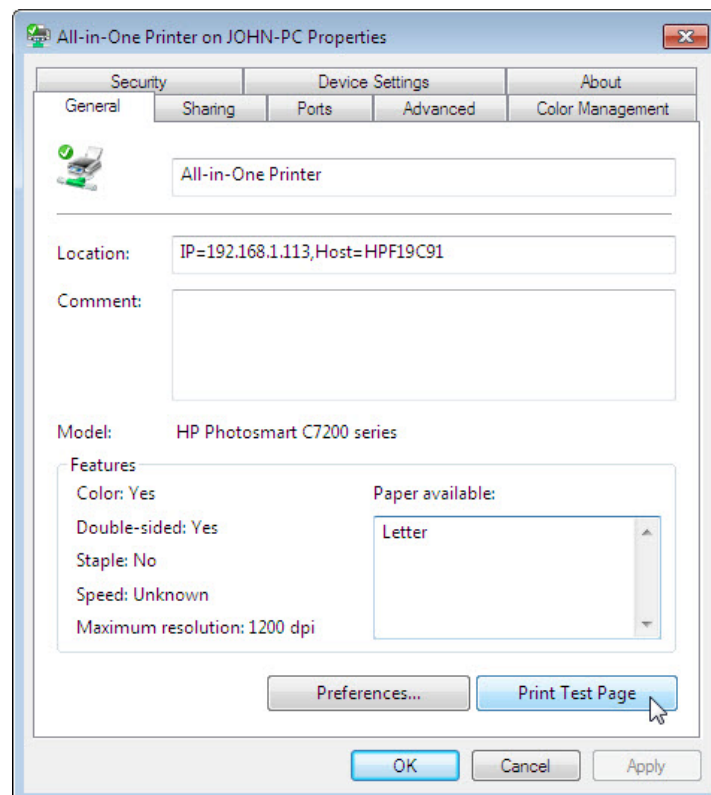 All-in-One Printer on JOHN-PC Properties
Security Device Settings About
General Sharing Ports Advanced Color Management
All-in-One Printer
Location: IP=192.168.1.113,Host=HPF19C91
Comment:
Model: HP Photosmart C7200 series
Features
Color: Yes Paper available:
Double-sided: Yes Letter
Staple: No
Speed: Unknown
Maximum resolution: 1200 dpi
Preferences... Print Test Page
OK Cancel Apply